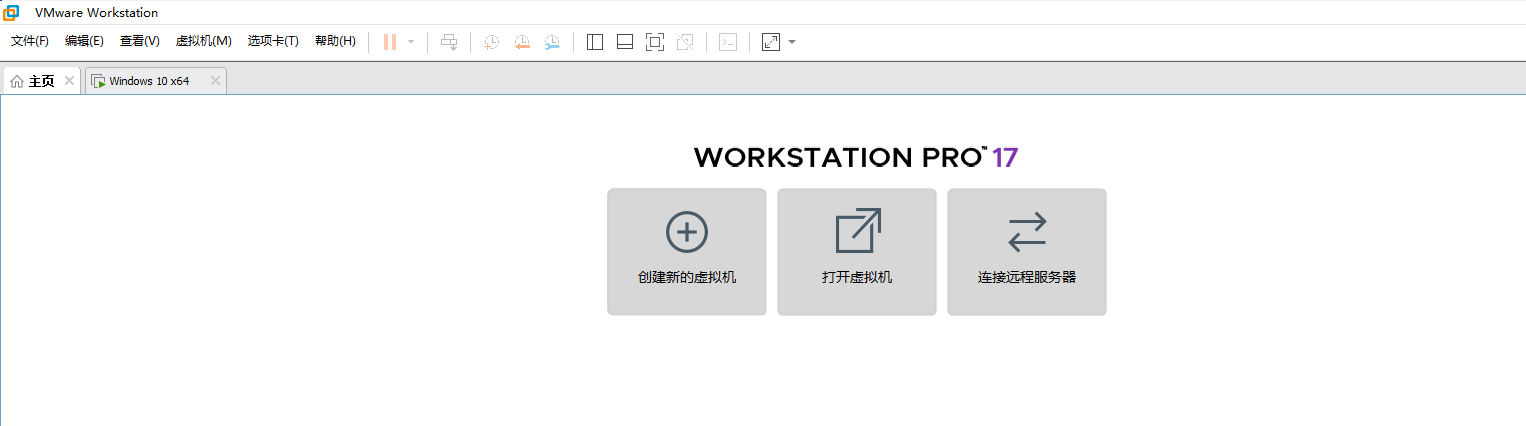 VMware Workstation
文件(F) 编辑(E) 查看(V) 虚拟机(M) 选项卡(T) 帮助(H)
主页 Windows 10 x64
WORKSTATION PRO™ 17
创建新的虚拟机 打开虚拟机 连接远程服务器